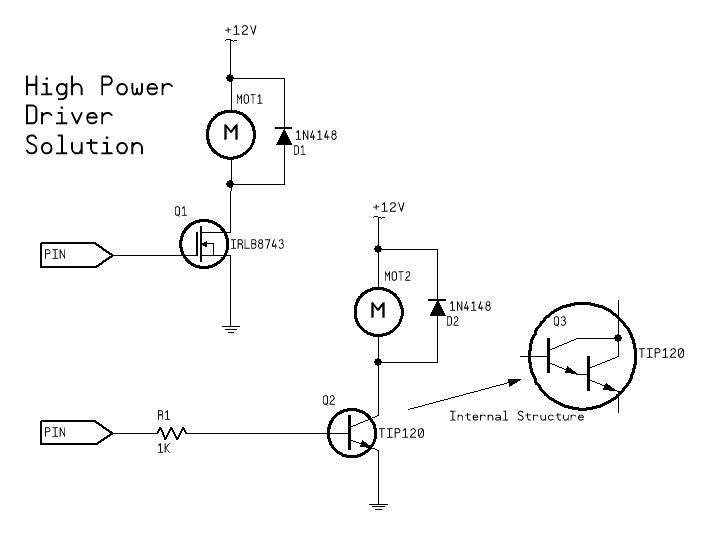 +12V
High Power
Driver
Solution
MOT1
M
1N4148
D1
Q1
IRLB8743
PIN
+12V
MOT2
M
1N4148
D2
Q3
TIP120
Q2
Internal Structure
PIN
R1
1K
TIP120